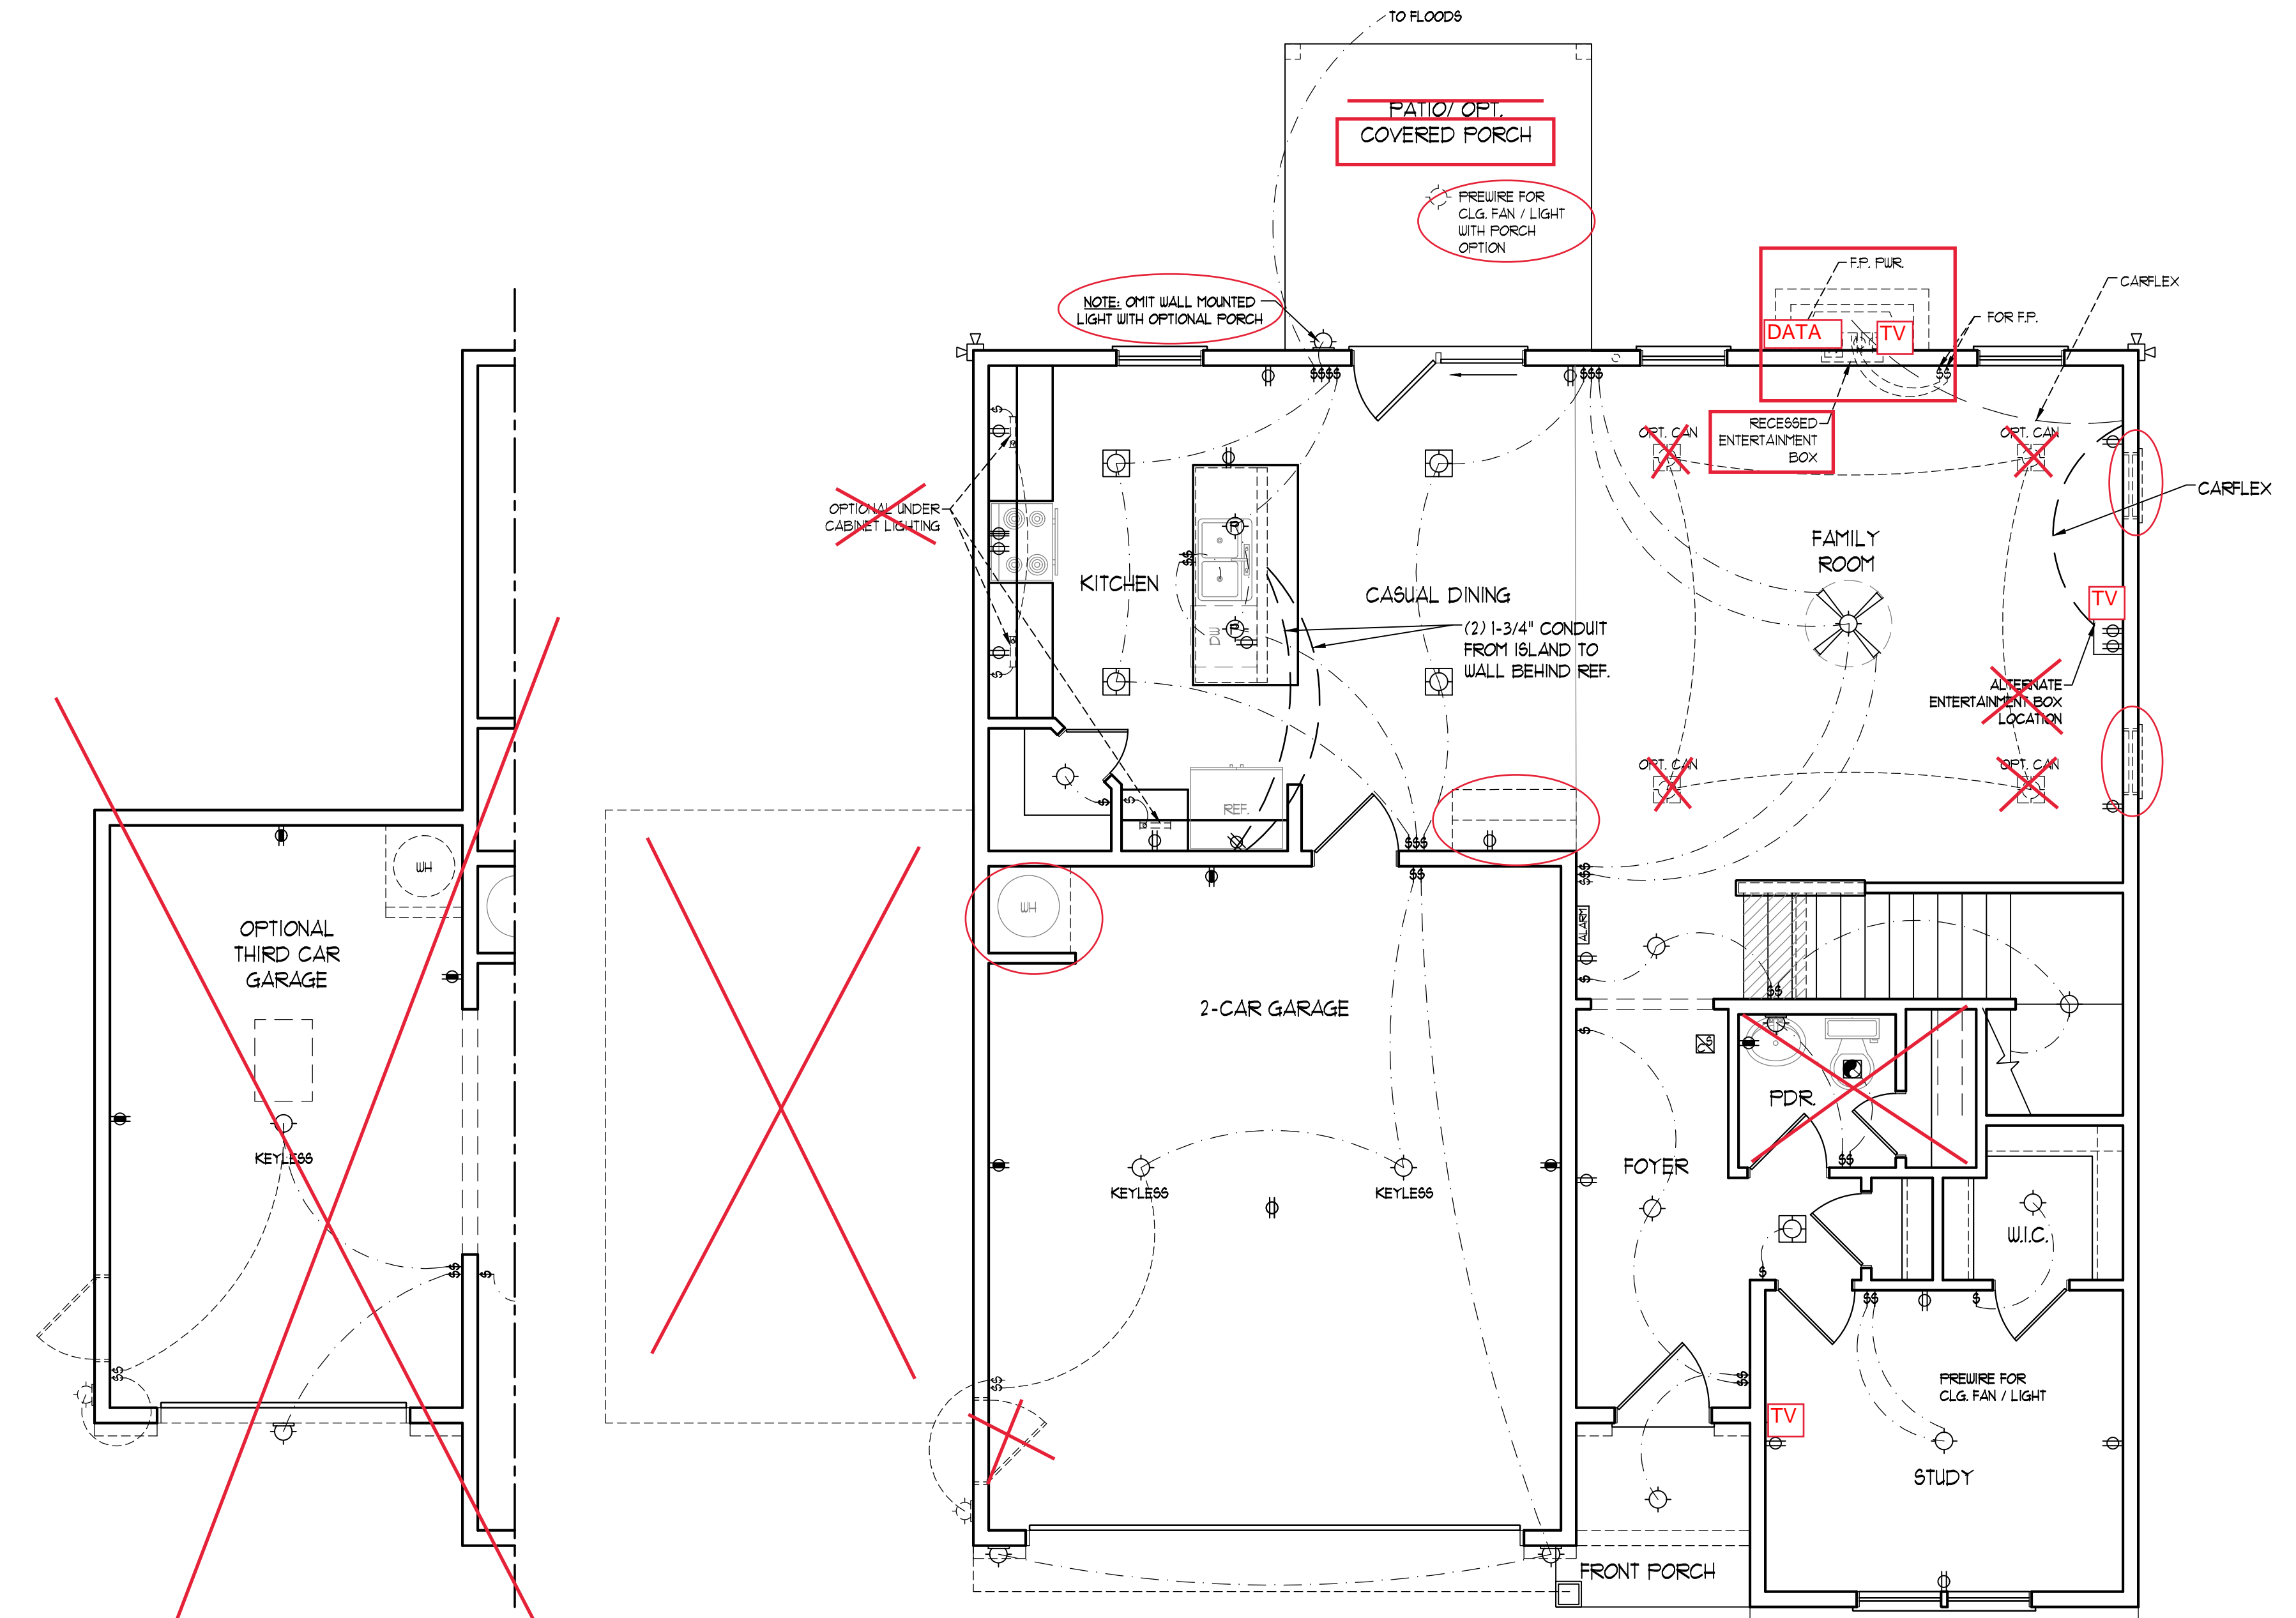 TO FLOODS
PATIO/ OPT.
COVERED PORCH
PREWIRE FOR
CLG. FAN / LIGHT
WITH PORCH
OPTION
NOTE: OMIT WALL MOUNTED
LIGHT WITH OPTIONAL PORCH
F.P. PWR.
DATA
TV
FOR F.P.
CARFLEX
$$$$
$$$
$$
RECESSED
ENTERTAINMENT
BOX
OPT. CAN
OPT. CAN
CARFLEX
OPTIONAL UNDER
CABINET LIGHTING
$
P
$$
KITCHEN
CASUAL DINING
FAMILY
ROOM
TV
DW
P
(2) 1-3/4" CONDUIT
FROM ISLAND TO
WALL BEHIND REF.
$
ALTERNATE
ENTERTAINMENT BOX
LOCATION
OPT. CAN
OPT. CAN
$
$
REF.
$$$
$$
$$$
WH
WH
ALARM
OPTIONAL
THIRD CAR
GARAGE
$
$$
2-CAR GARAGE
$
PDR.
KEYLESS
KEYLESS
KEYLESS
FOYER
$$
W.I.C.
$$
$
$
$$
$
$$
$$
$$
PREWIRE FOR
CLG. FAN / LIGHT
TV
STUDY
FRONT PORCH